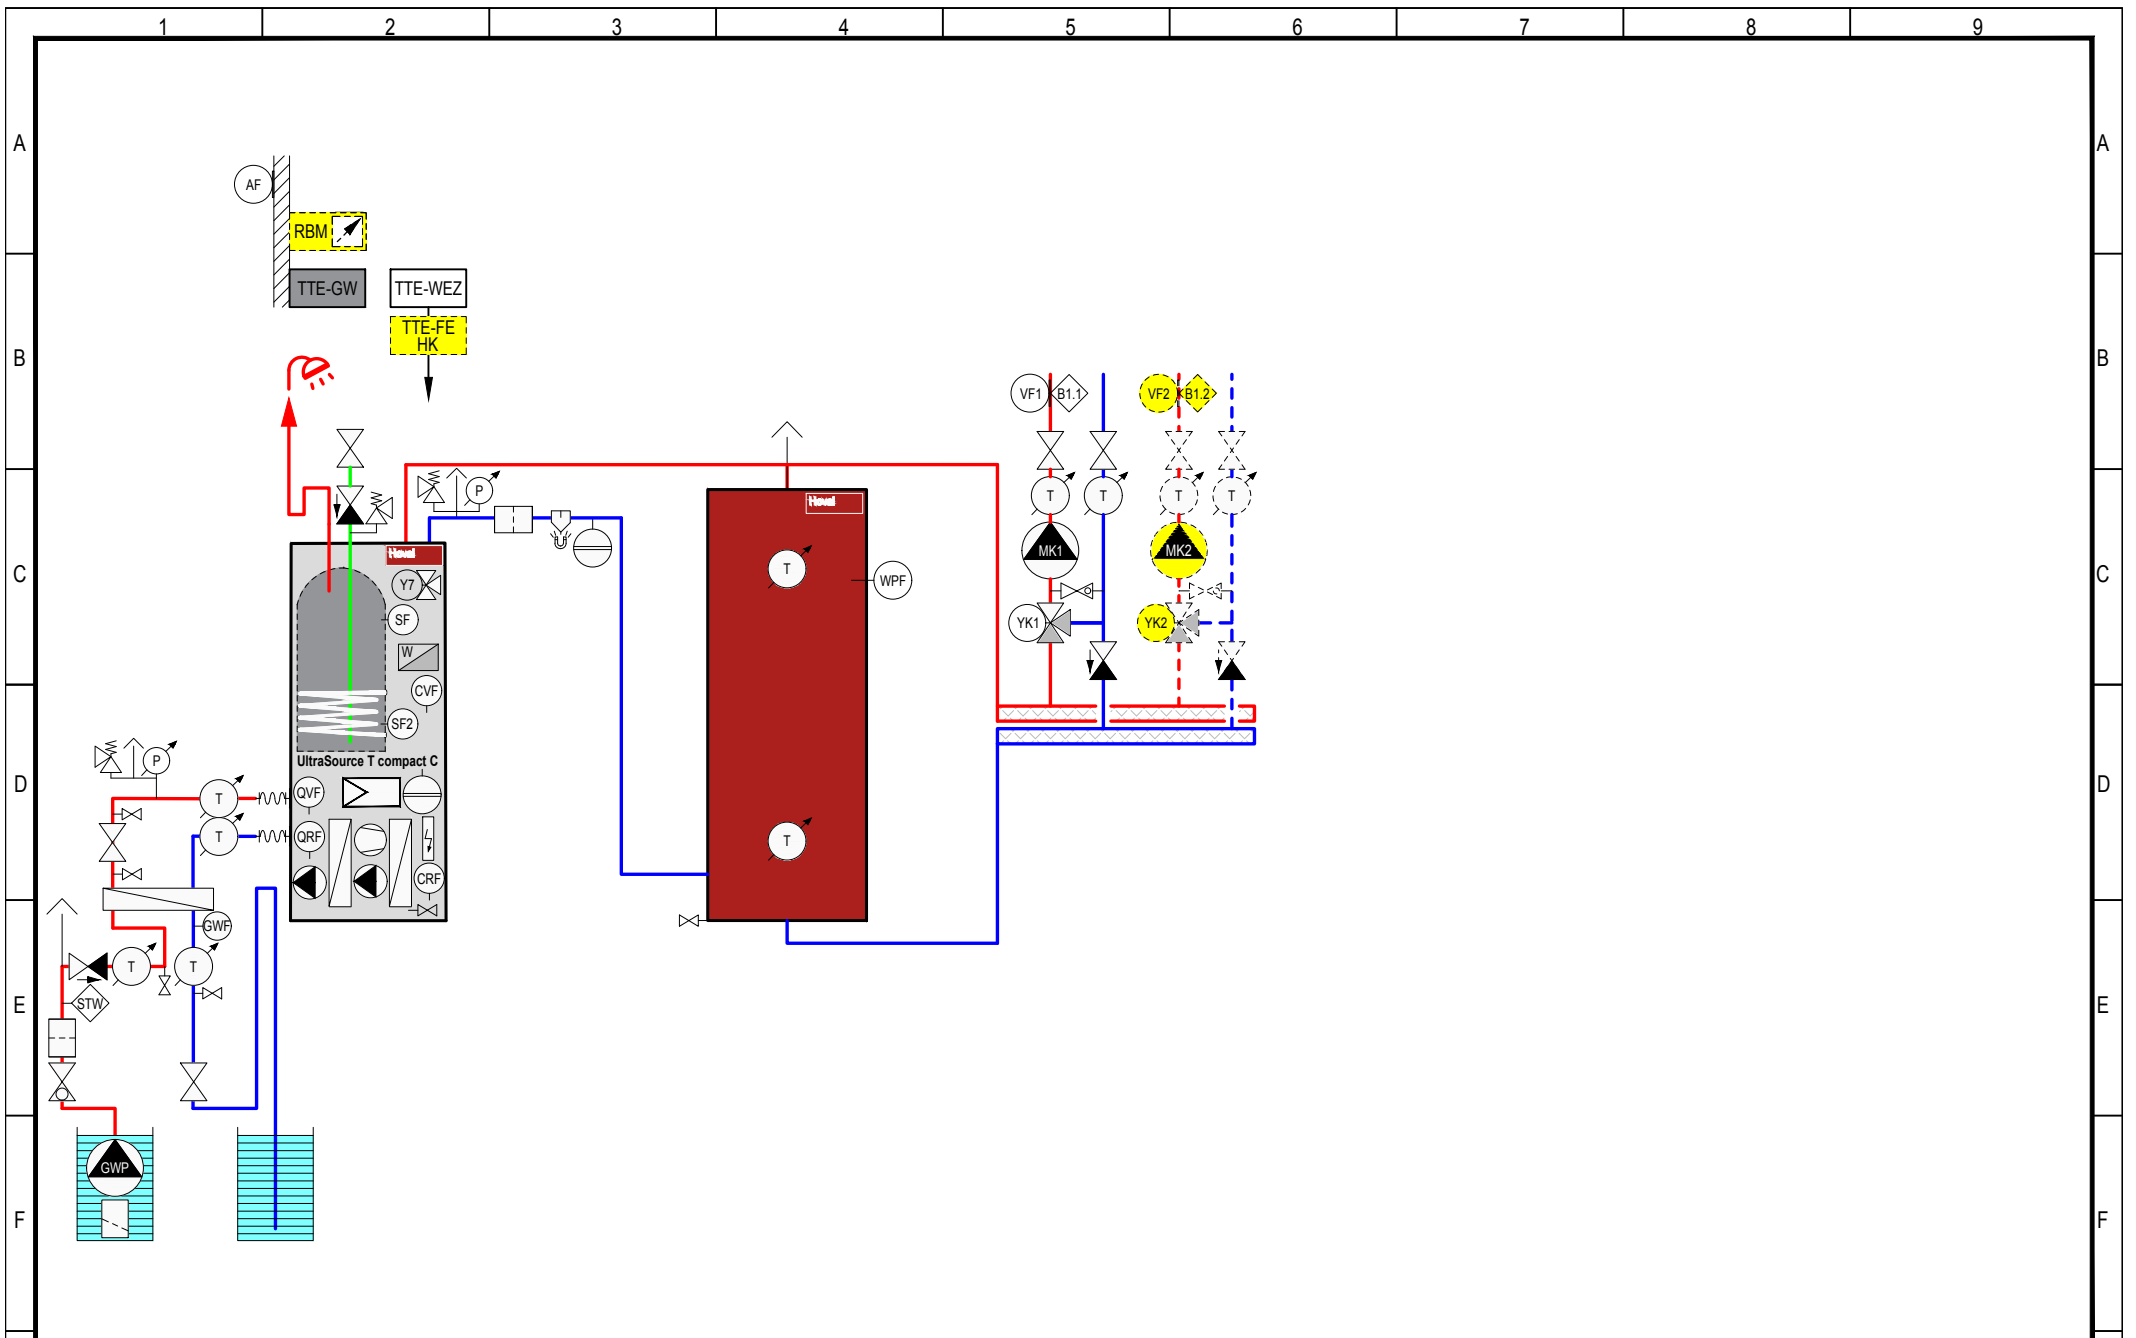 1 2 3 4 5 6 7 8 9
A A
AF
RBM
TTE-GW TTE-WEZ
TTE-FE
HK
B B
VF1 B1.1 VF2 B1.2
P T T T T
Hoval Hoval
MK1 MK2
C C
Y7 T WPF
SF YK1 YK2
W
CVF
SF2
UltraSource T compact C
P
D D
T QVF
T QRF T
CRF
GWF
T T
STW
E E
GWP
F F